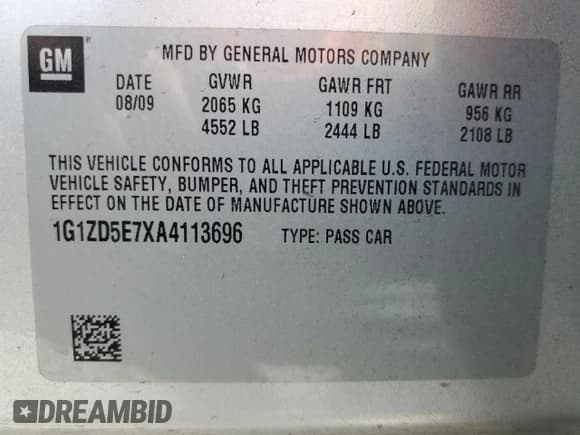 GM
MFD BY GENERAL MOTORS COMPANY
DATE GVWR GAWR FRT GAWR RR
08/09 2065 KG 1109 KG 956 KG
4552 LB 2444 LB 2108 LB
THIS VEHICLE CONFORMS TO ALL APPLICABLE U.S. FEDERAL MOTOR
VEHICLE SAFETY, BUMPER, AND THEFT PREVENTION STANDARDS IN
EFFECT ON THE DATE OF MANUFACTURE SHOWN ABOVE.
1G1ZD5E7XA4113696 TYPE: PASS CAR
DREAMBID